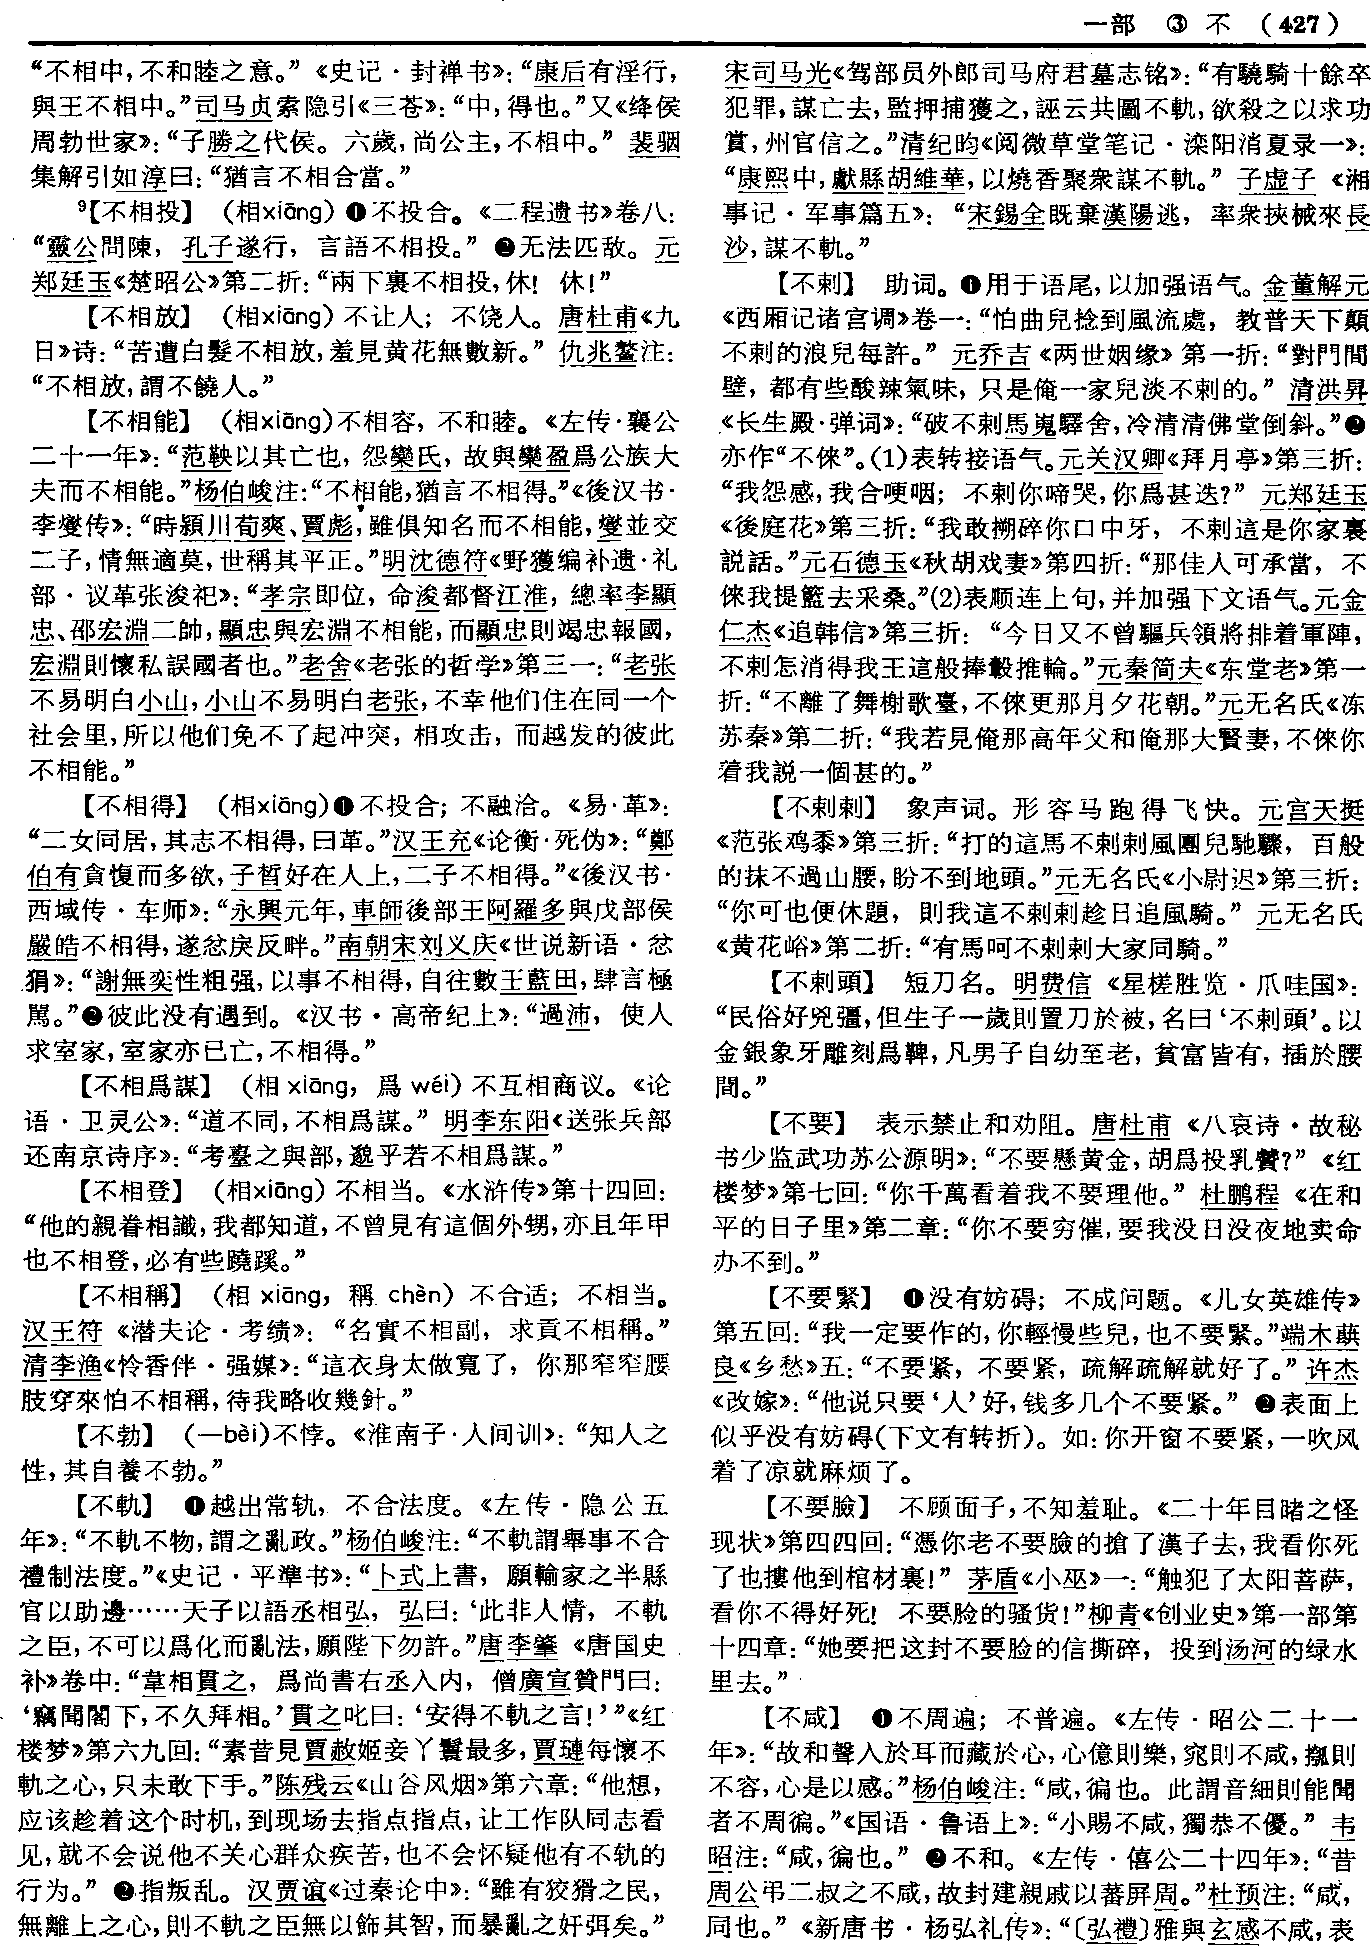 一部 ③ 不 （427）
“不相中，不和睦之意。”《史记·封禅书》：“康后有淫行，
與王不相中。”司马贞索隐引《三苍》：“中，得也。”又《绛侯
周勃世家》：“子勝之代侯。六歲，尚公主，不相中。” 裴骃
集解引如淳曰：“猶言不相合當。”
⁹【不相投】 （相xiāng）❶不投合。《二程遗书》卷八：
“靈公問陳，孔子遂行，言語不相投。” ❷无法匹敌。元
郑廷玉《楚昭公》第二折：“兩下裏不相投，休！休！”
【不相放】 （相xiāng）不让人；不饶人。唐杜甫《九
日》诗：“苦遭白髮不相放，羞見黄花無數新。” 仇兆鳌注：
“不相放，謂不饒人。”
【不相能】 （相xiāng）不相容，不和睦。《左传·襄公
二十一年》：“范鞅以其亡也，怨欒氏，故與欒盈爲公族大
夫而不相能。”杨伯峻注：“不相能，猶言不相得。”《後汉书·
李燮传》：“時潁川荀爽、賈彪，雖俱知名而不相能，燮並交
二子，情無適莫，世稱其平正。”明沈德符《野獲编补遗·礼
部·议革张浚祀》：“孝宗即位，命浚都督江淮，總率李顯
忠、邵宏淵二帥，顯忠與宏淵不相能，而顯忠則竭忠報國，
宏淵則懷私誤國者也。”老舍《老张的哲学》第三一：“老张
不易明白小山，小山不易明白老张，不幸他们住在同一个
社会里，所以他们免不了起冲突，相攻击，而越发的彼此
不相能。”
【不相得】 （相xiāng）❶不投合；不融洽。《易·革》：
“二女同居，其志不相得，曰革。”汉王充《论衡·死伪》：“鄭
伯有貪愎而多欲，子晳好在人上，二子不相得。”《後汉书·
西域传·车师》：“永興元年，車師後部王阿羅多與戊部侯
嚴皓不相得，遂忿戾反畔。”南朝宋刘义庆《世说新语·忿
狷》：“謝無奕性粗强，以事不相得，自往數王藍田，肆言極
駡。”❷彼此没有遇到。《汉书·高帝纪上》：“過沛，使人
求室家，室家亦已亡，不相得。”
【不相爲謀】 （相 xiāng，爲 wéi）不互相商议。《论
语·卫灵公》：“道不同，不相爲謀。” 明李东阳《送张兵部
还南京诗序》：“考臺之與部，邈乎若不相爲謀。”
【不相登】 （相xiāng）不相当。《水浒传》第十四回：
“他的親眷相識，我都知道，不曾見有這個外甥，亦且年甲
也不相登，必有些蹺蹊。”
【不相稱】 （相 xiāng，稱 chèn）不合适；不相当。
汉王符《潜夫论·考绩》：“名實不相副，求貢不相稱。”
清李渔《怜香伴·强媒》：“這衣身太做寬了，你那窄窄腰
肢穿來怕不相稱，待我略收幾針。”
【不勃】 （—bèi）不悖。《淮南子·人间训》：“知人之
性，其自養不勃。”
【不軌】 ❶越出常轨，不合法度。《左传·隐公五
年》：“不軌不物，謂之亂政。”杨伯峻注：“不軌謂舉事不合
禮制法度。”《史记·平準书》：“卜式上書，願輸家之半縣
官以助邊……天子以語丞相弘，弘曰：‘此非人情，不軌
之臣，不可以爲化而亂法，願陛下勿許。”唐李肇《唐国史
补》卷中：“韋相貫之，爲尚書右丞入内，僧廣宣贊門曰：
‘竊聞閣下，不久拜相。’貫之叱曰：‘安得不軌之言！’”《红
楼梦》第六九回：“素昔見賈赦姬妾丫鬟最多，賈璉每懷不
軌之心，只未敢下手。”陈残云《山谷风烟》第六章：“他想，
应该趁着这个时机，到现场去指点指点，让工作队同志看
见，就不会说他不关心群众疾苦，也不会怀疑他有不轨的
行为。” ❷指叛乱。汉贾谊《过秦论中》：“雖有狡猾之民，
無離上之心，則不軌之臣無以飾其智，而暴亂之奸弭矣。”
宋司马光《驾部员外郎司马府君墓志铭》：“有驍騎十餘卒
犯罪，謀亡去，監押捕獲之，誣云共圖不軌，欲殺之以求功
賞，州官信之。”清纪昀《阅微草堂笔记·滦阳消夏录一》：
“康熙中，獻縣胡維華，以燒香聚衆謀不軌。” 子虚子《湘
事记·军事篇五》：“宋錫全既棄漢陽逃，率衆挾械來長
沙，謀不軌。”
【不剌】 助词。❶用于语尾，以加强语气。金董解元
《西厢记诸宫调》卷一：“怕曲兒捻到風流處，教普天下顛
不剌的浪兒每許。” 元乔吉《两世姻缘》第一折：“對門間
壁，都有些酸辣氣味，只是俺一家兒淡不剌的。” 清洪昇
《长生殿·弹词》：“破不剌馬嵬驛舍，冷清清佛堂倒斜。”❷
亦作“不倈”。(1)表转接语气。元关汉卿《拜月亭》第三折：
“我怨感，我合哽咽；不剌你啼哭，你爲甚迭？” 元郑廷玉
《後庭花》第三折：“我敢搠碎你口中牙，不剌這是你家裏
説話。”元石德玉《秋胡戏妻》第四折：“那佳人可承當，不
倈我提籃去采桑。”(2)表顺连上句，并加强下文语气。元金
仁杰《追韩信》第三折：“今日又不曾驅兵領將排着軍陣，
不剌怎消得我王這般捧轂推輪。”元秦简夫《东堂老》第一
折：“不離了舞榭歌臺，不倈更那月夕花朝。”元无名氏《冻
苏秦》第二折：“我若見俺那高年父和俺那大賢妻，不倈你
着我説一個甚的。”
【不剌剌】 象声词。形容马跑得飞快。元宫天挺
《范张鸡黍》第三折：“打的這馬不剌剌風團兒馳驟，百般
的抹不過山腰，盼不到地頭。”元无名氏《小尉迟》第三折：
“你可也便休題，則我這不剌剌趁日追風騎。” 元无名氏
《黄花峪》第二折：“有馬呵不剌剌大家同騎。”
【不剌頭】 短刀名。明费信《星槎胜览·爪哇国》：
“民俗好兇彊，但生子一歲則置刀於被，名曰‘不剌頭’。以
金銀象牙雕刻爲鞞，凡男子自幼至老，貧富皆有，插於腰
間。”
【不要】 表示禁止和劝阻。唐杜甫《八哀诗·故秘
书少监武功苏公源明》：“不要懸黄金，胡爲投乳贙？”《红
楼梦》第七回：“你千萬看着我不要理他。” 杜鹏程《在和
平的日子里》第二章：“你不要穷催，要我没日没夜地卖命
办不到。”
【不要緊】 ❶没有妨碍；不成问题。《儿女英雄传》
第五回：“我一定要作的，你輕慢些兒，也不要緊。”端木蕻
良《乡愁》五：“不要紧，不要紧，疏解疏解就好了。” 许杰
《改嫁》：“他说只要‘人’好，钱多几个不要紧。” ❷表面上
似乎没有妨碍（下文有转折）。如：你开窗不要紧，一吹风
着了凉就麻烦了。
【不要臉】 不顾面子，不知羞耻。《二十年目睹之怪
现状》第四四回：“憑你老不要臉的搶了漢子去，我看你死
了也摟他到棺材裏！” 茅盾《小巫》一：“触犯了太阳菩萨，
看你不得好死！不要脸的骚货！”柳青《创业史》第一部第
十四章：“她要把这封不要脸的信撕碎，投到汤河的绿水
里去。”
【不咸】 ❶不周遍；不普遍。《左传·昭公二十一
年》：“故和聲入於耳而藏於心，心億則樂，窕則不咸，摦則
不容，心是以感。”杨伯峻注：“咸，徧也。此謂音細則能聞
者不周徧。”《国语·鲁语上》：“小賜不咸，獨恭不優。” 韦
昭注：“咸，徧也。” ❷不和。《左传·僖公二十四年》：“昔
周公弔二叔之不咸，故封建親戚以蕃屏周。”杜预注：“咸，
同也。”《新唐书·杨弘礼传》：“〔弘禮〕雅與玄感不咸，表